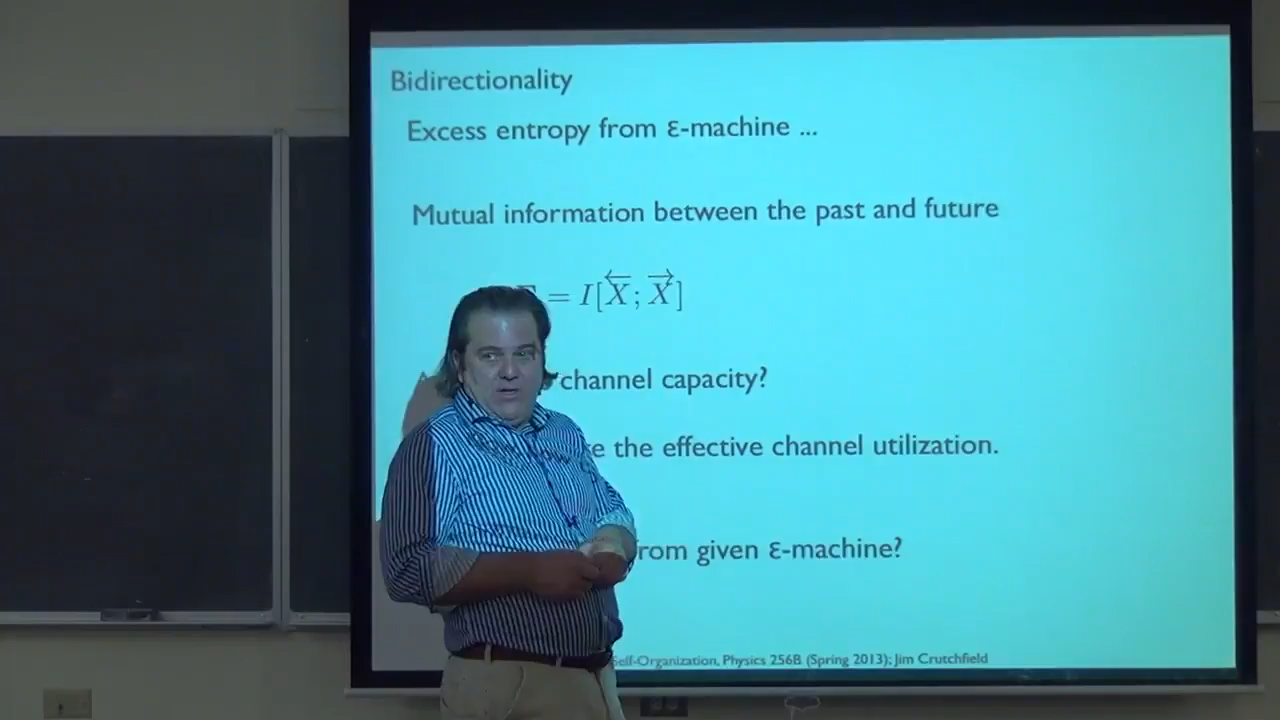 Bidirectionality
Excess entropy from ε-machine ...
Mutual information between the past and future
= I[X⃖; X⃗]
channel capacity?
the effective channel utilization.
given ε-machine?
Self-Organization, Physics 256B (Spring 2013); Jim Crutchfield